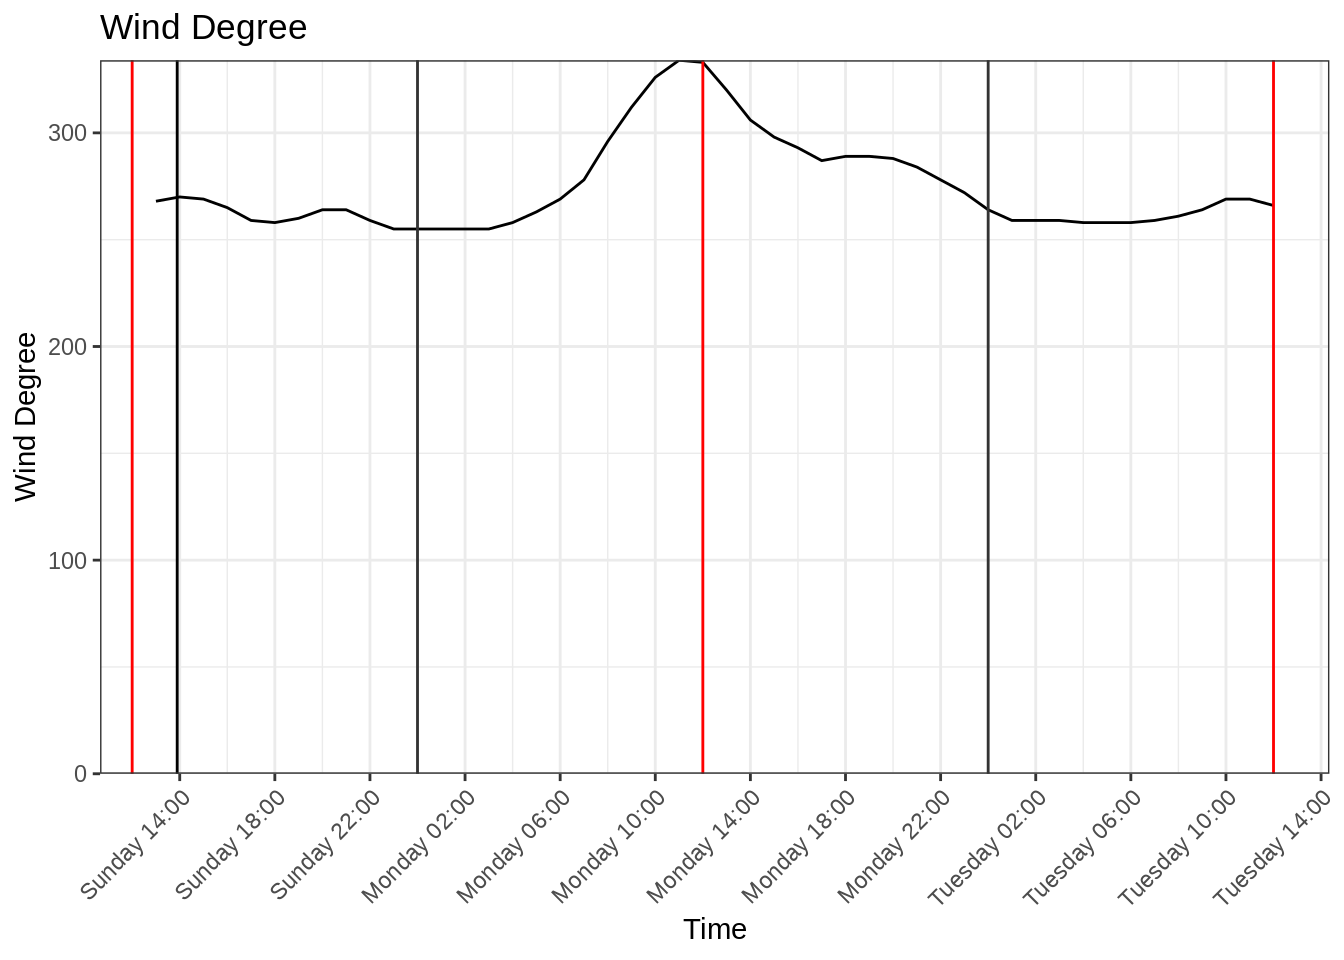 Wind Degree
Wind Degree
300
200
100
0
Sunday 14:00
Sunday 18:00
Sunday 22:00
Monday 02:00
Monday 06:00
Monday 10:00
Monday 14:00
Monday 18:00
Monday 22:00
Tuesday 02:00
Tuesday 06:00
Tuesday 10:00
Tuesday 14:00
Time